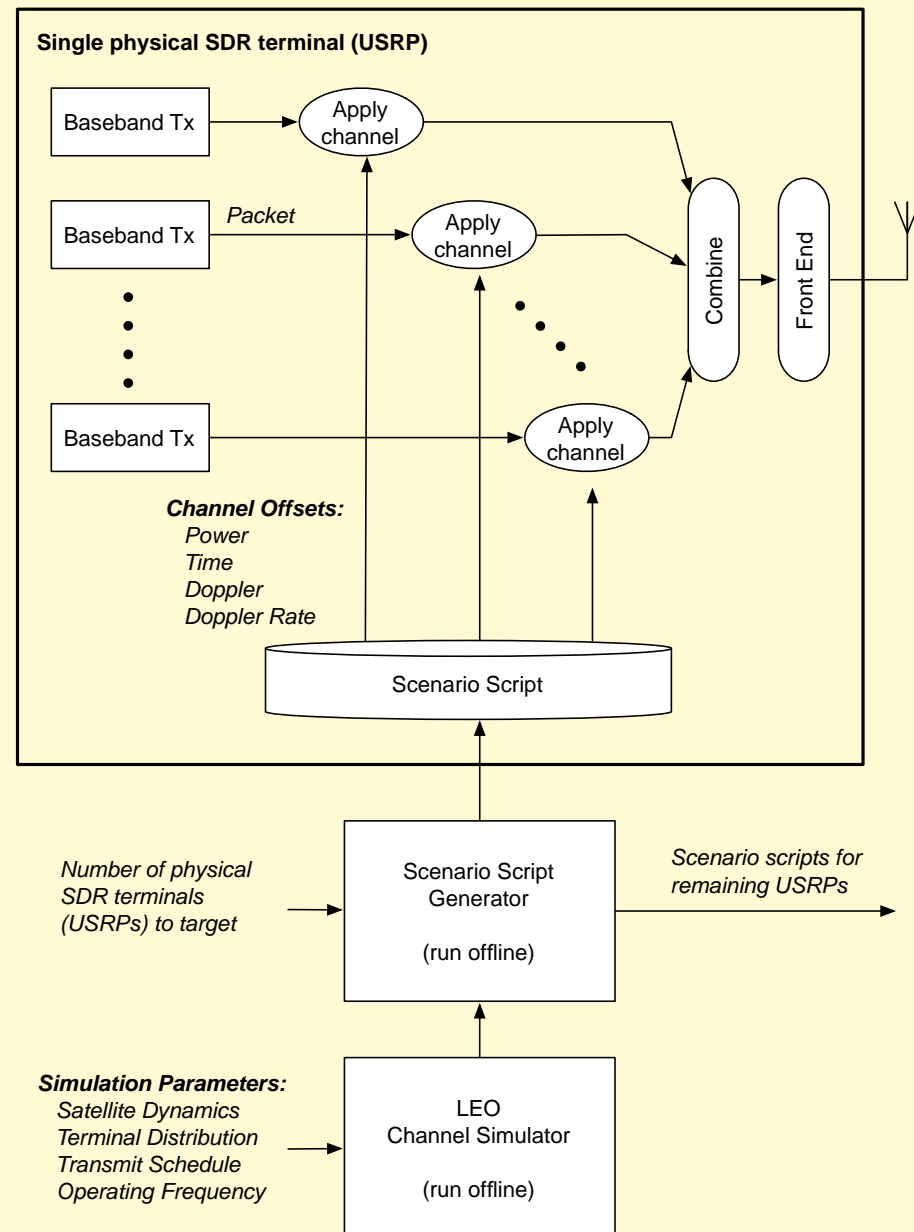 Single physical SDR terminal (USRP)
Baseband Tx
Apply
channel
Baseband Tx
Packet
Apply
channel
Combine
Front End
Baseband Tx
Apply
channel
Channel Offsets:
Power
Time
Doppler
Doppler Rate
Scenario Script
Number of physical
SDR terminals
(USRPs) to target
Scenario Script
Generator
(run offline)
Scenario scripts for
remaining USRPs
Simulation Parameters:
Satellite Dynamics
Terminal Distribution
Transmit Schedule
Operating Frequency
LEO
Channel Simulator
(run offline)